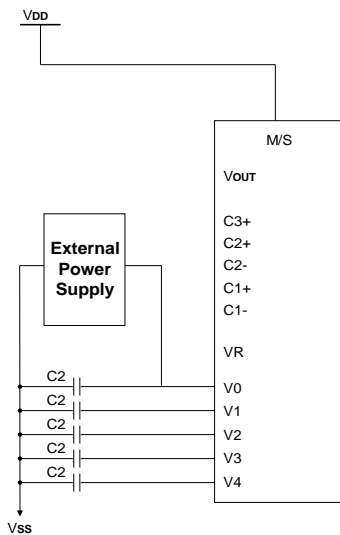 VDD
M/S
VOUT
C3+
C2+
C2-
C1+
C1-
VR
External
Power
Supply
C2
V0
C2
V1
C2
V2
C2
V3
C2
V4
VSS